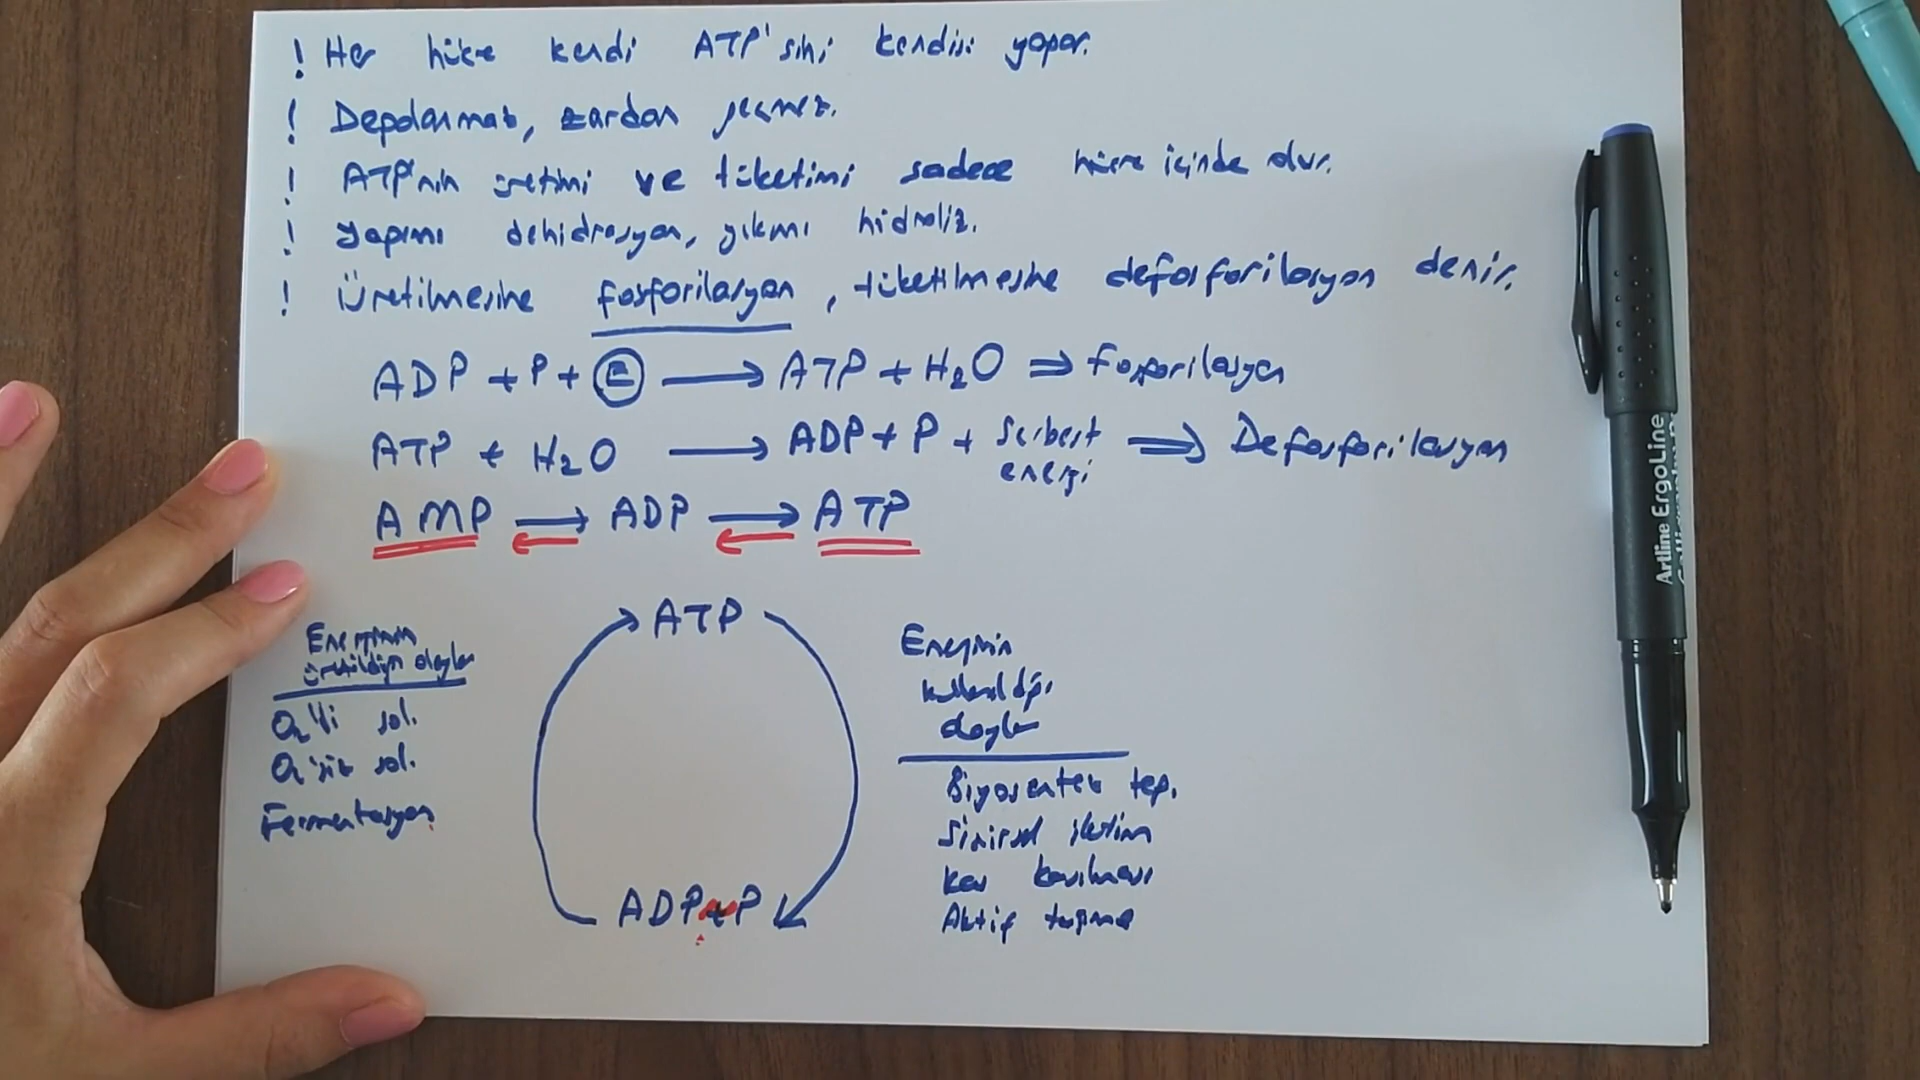 ! Her hücre kendi ATP'sini kendisi yapar.
! Depolanmaz, zardan geçmez.
! ATP'nin üretimi ve tüketimi sadece hücre içinde olur.
! Yapımı dehidrasyon, yıkımı hidroliz.
! Üretilmesine fosforilasyon, tüketilmesine defosforilasyon denir.
ADP + P + E → ATP + H₂O ⇒ fosforilasyon
ATP + H₂O → ADP + P + Serbest enerji ⇒ Defosforilasyon
AMP → ← ADP → ← ATP
ATP
ADP + P
Enerjinin
üretildiği olaylar
O₂'li sol.
O₂'siz sol.
Fermentasyon
Enerjinin
kullanıldığı
olaylar
Biyosentez tep.
Sinirsel iletim
Kas kasılması
Aktif taşıma
Artline ErgoLine